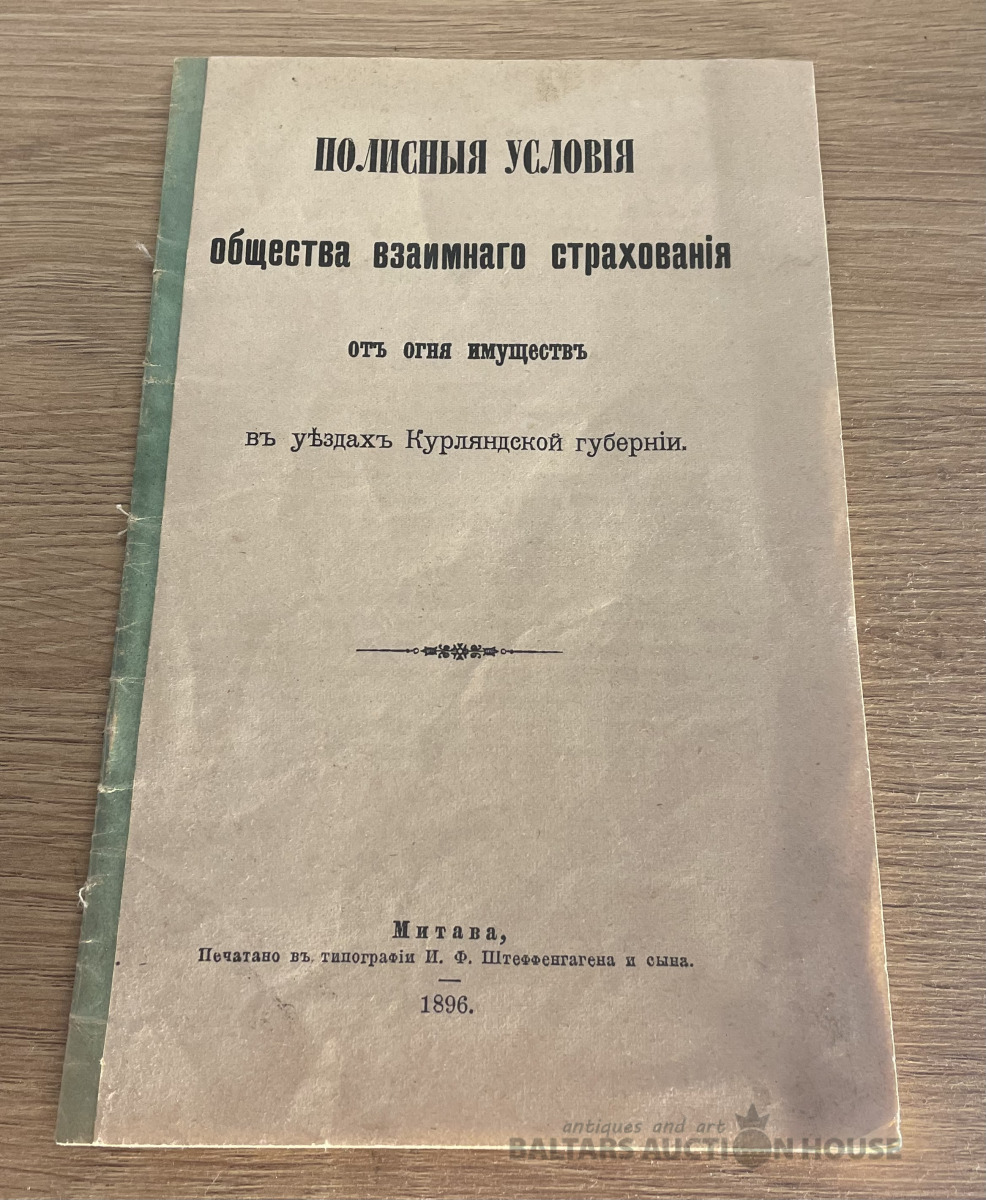 ПОЛИСНЫЯ УСЛОВІЯ
общества взаимнаго страхованія
отъ огня имуществъ
въ уѣздахъ Курляндской губерніи.
Митава,
Печатано въ типографіи И. Ф. Штеффенгагена и сына.
1896.
antiques and art
BALTARS AUCTION HOUSE